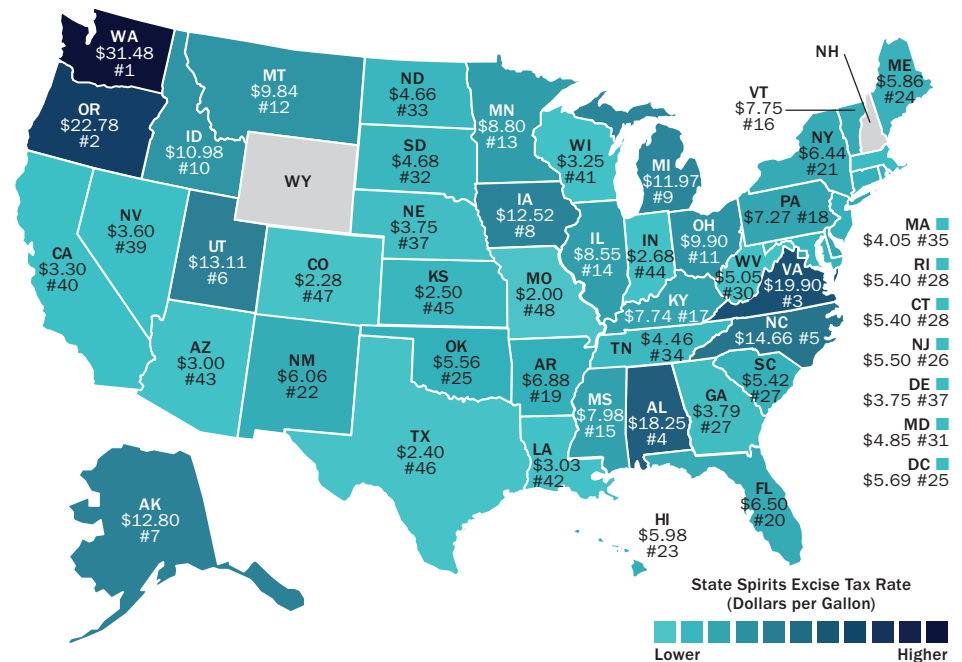 WA
$31.48
#1
OR
$22.78
#2
ID
$10.98
#10
MT
$9.84
#12
WY
ND
$4.66
#33
SD
$4.68
#32
NE
$3.75
#37
MN
$8.80
#13
WI
$3.25
#41
IA
$12.52
#8
MI
$11.97
#9
NH
VT
$7.75
#16
ME
$5.86
#24
NY
$6.44
#21
PA
$7.27 #18
CA
$3.30
#40
NV
$3.60
#39
UT
$13.11
#6
CO
$2.28
#47
KS
$2.50
#45
MO
$2.00
#48
IL
$8.55
#14
IN
$2.68
#44
OH
$9.90
#11
WV
$5.05
#30
VA
$19.90
#3
KY
$7.74 #17
NC
$14.66 #5
TN $4.46
#34
SC
$5.42
#27
AZ
$3.00
#43
NM
$6.06
#22
OK
$5.56
#25
AR
$6.88
#19
TX
$2.40
#46
LA
$3.03
#42
MS
$7.98
#15
AL
$18.25
#4
GA
$3.79
#27
FL
$6.50
#20
AK
$12.80
#7
HI
$5.98
#23
MA
$4.05 #35
RI
$5.40 #28
CT
$5.40 #28
NJ
$5.50 #26
DE
$3.75 #37
MD
$4.85 #31
DC
$5.69 #25
State Spirits Excise Tax Rate
(Dollars per Gallon)
Lower Higher